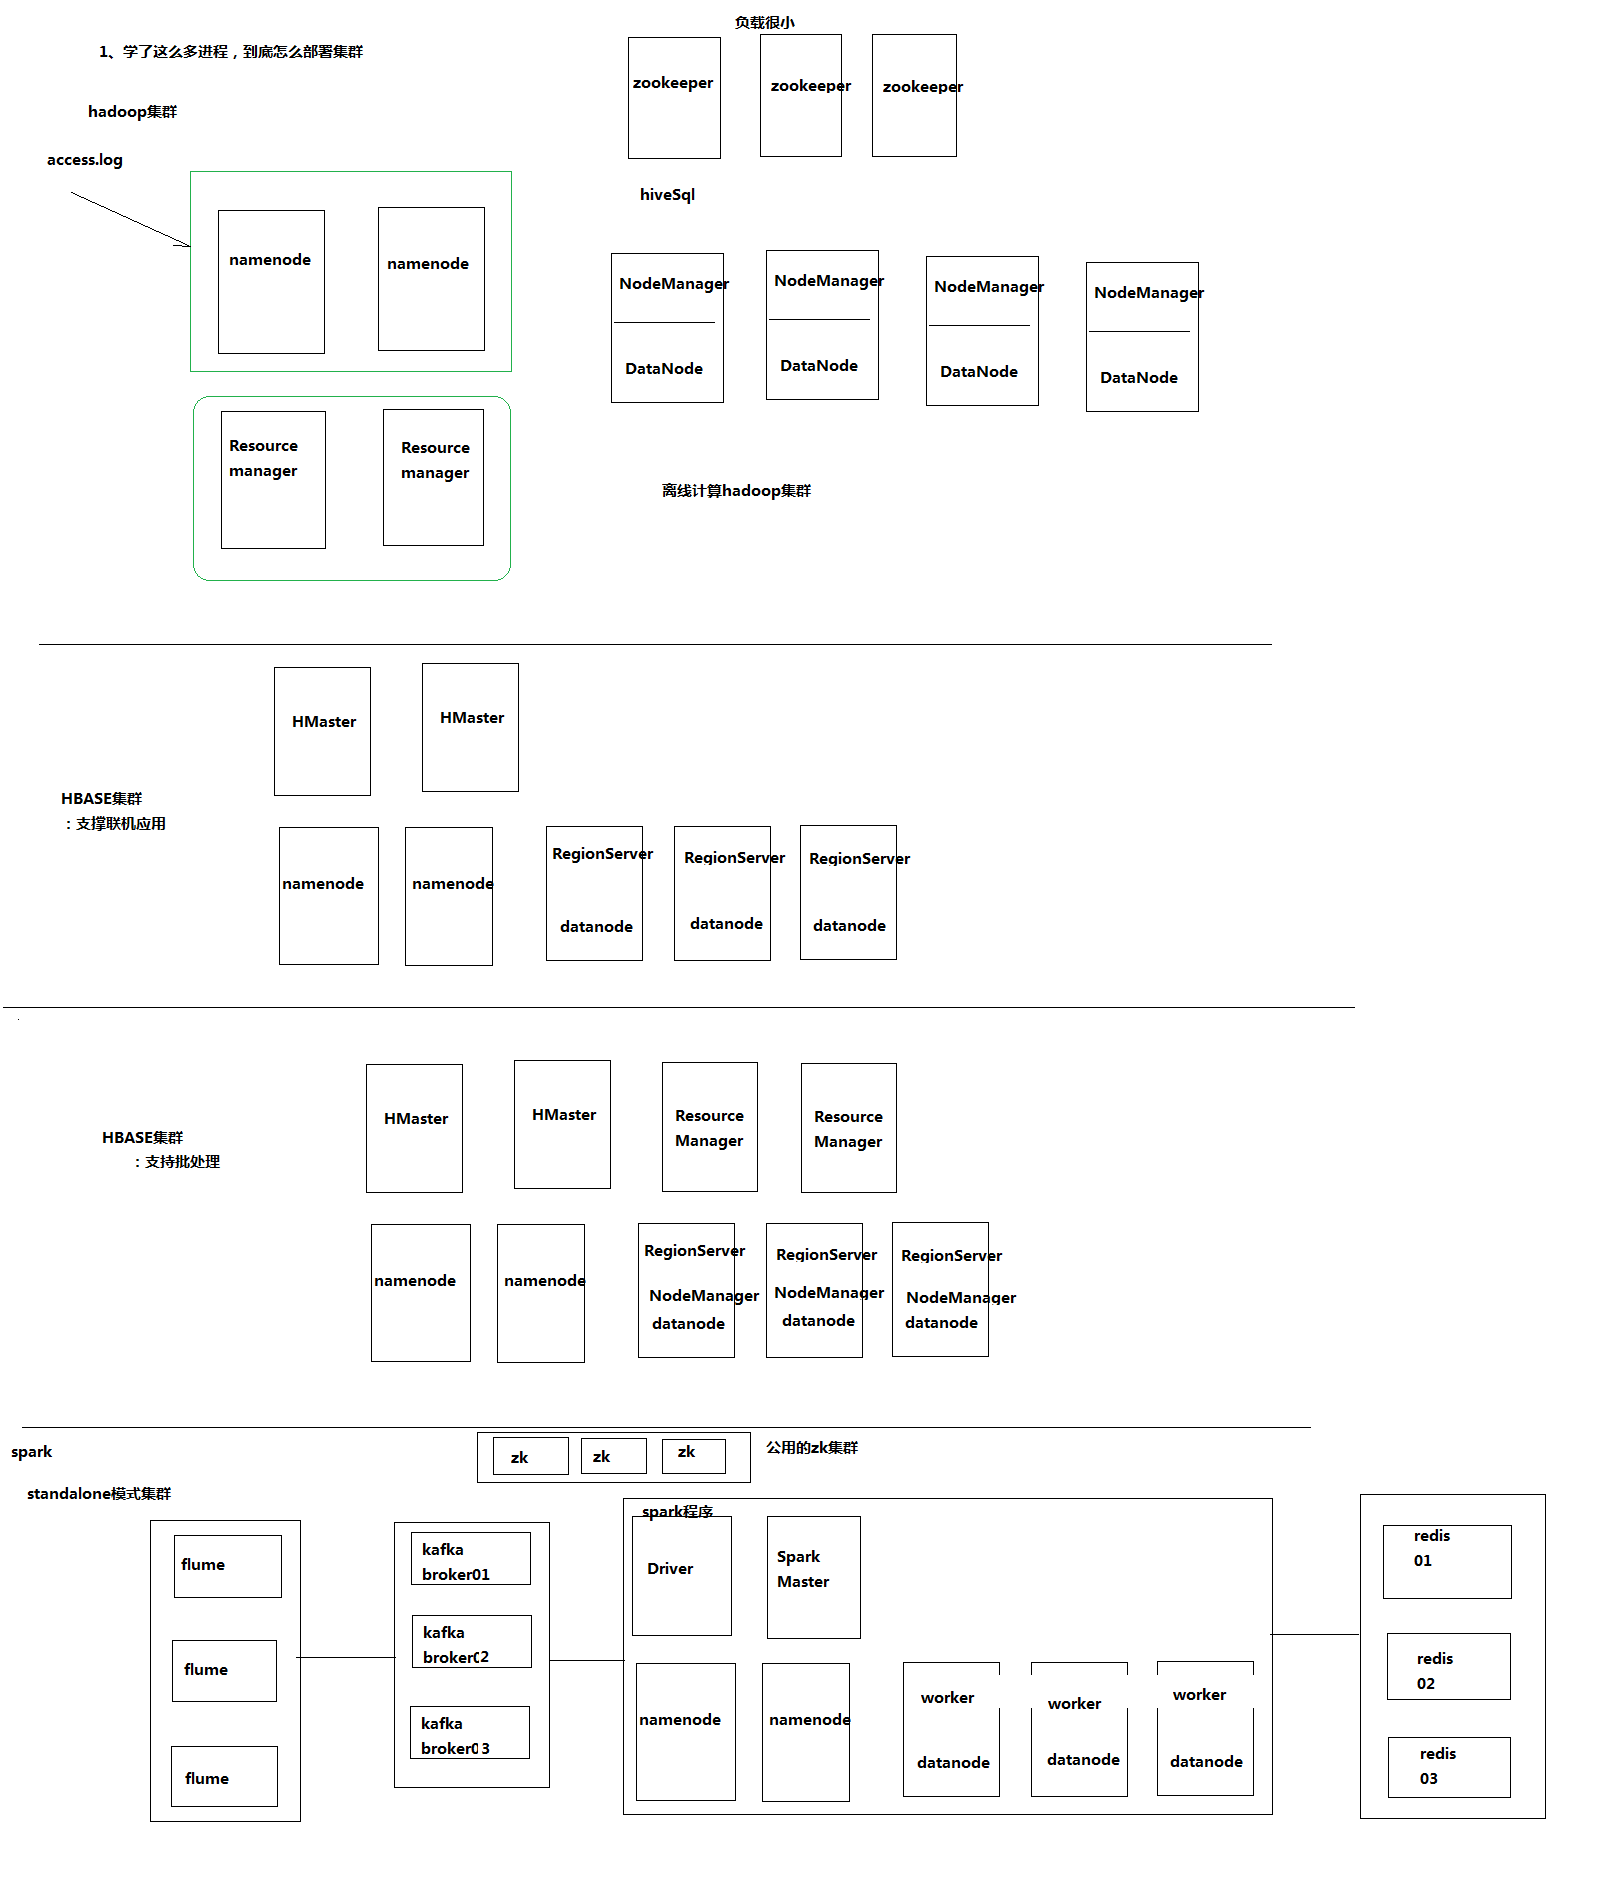 负载很小
1、学了这么多进程，到底怎么部署集群
zookeeper
zookeeper
zookeeper
hadoop集群
access.log
hiveSql
namenode
namenode
NodeManager
DataNode
NodeManager
DataNode
NodeManager
DataNode
NodeManager
DataNode
Resource
manager
Resource
manager
离线计算hadoop集群
HMaster
HMaster
HBASE集群
：支撑联机应用
namenode
namenode
RegionServer
datanode
RegionServer
datanode
RegionServer
datanode
HMaster
HMaster
Resource
Manager
Resource
Manager
HBASE集群
：支持批处理
namenode
namenode
RegionServer
NodeManager
datanode
RegionServer
NodeManager
datanode
RegionServer
NodeManager
datanode
spark
zk
zk
zk
公用的zk集群
standalone模式集群
flume
flume
flume
kafka
broker01
kafka
broker02
kafka
broker03
spark程序
Driver
Spark
Master
namenode
namenode
worker
datanode
worker
datanode
worker
datanode
redis
01
redis
02
redis
03